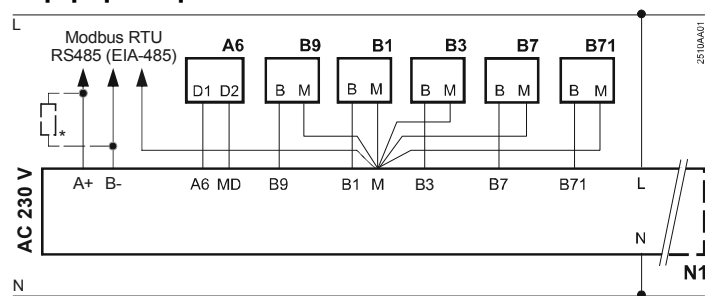 L
Modbus RTU
RS485 (EIA-485)
A6 B9 B1 B3 B7 B71
2510AA01
D1 D2 B M B M B M B M B M
*
A+ B- A6 MD B9 B1 M B3 B7 B71 L
AC 230 V
N
N1
N